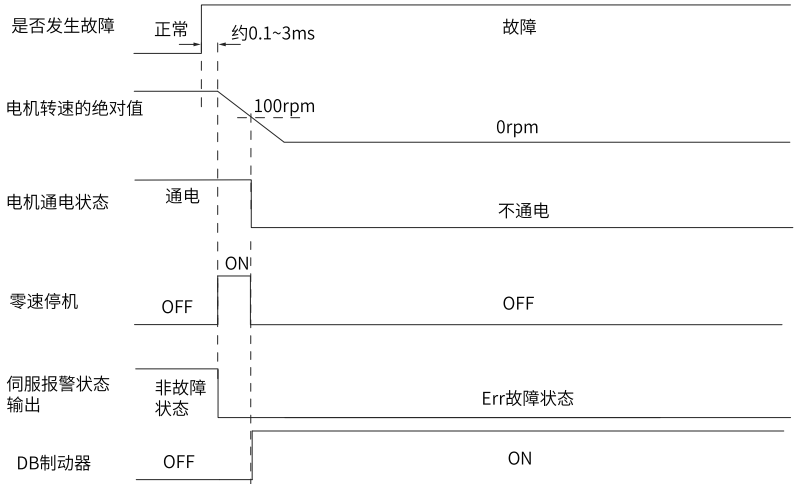 是否发生故障
正常
约0.1~3ms
故障
电机转速的绝对值
100rpm
0rpm
电机通电状态
通电
不通电
零速停机
OFF
ON
OFF
伺服报警状态
输出
非故障
状态
Err故障状态
DB制动器
OFF
ON